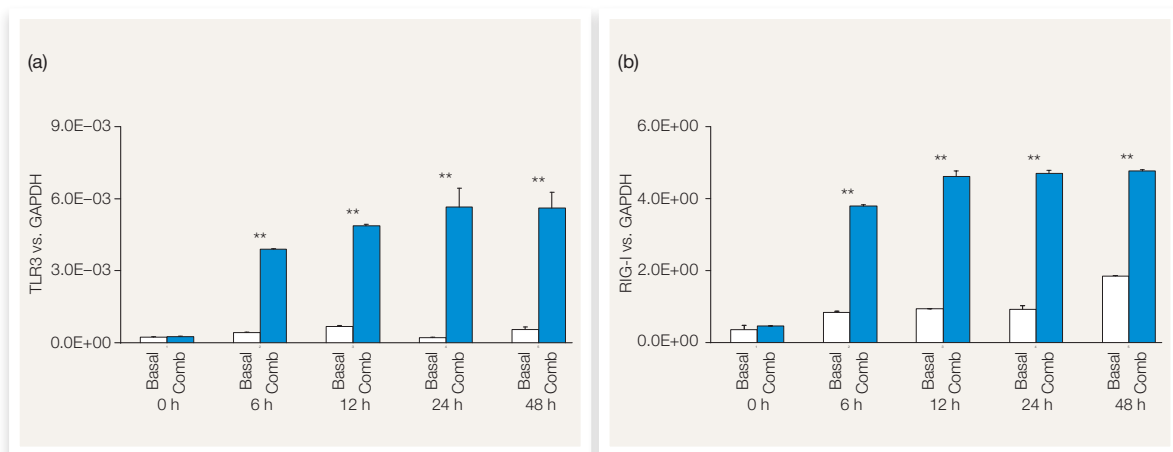 (a)
9.0E–03
6.0E–03
3.0E–03
0.0E+00
TLR3 vs. GAPDH
** ** ** **
Basal Comb Basal Comb Basal Comb Basal Comb Basal Comb
0 h 6 h 12 h 24 h 48 h
(b)
6.0E+00
4.0E+00
2.0E+00
0.0E+00
RIG-I vs. GAPDH
** ** ** **
Basal Comb Basal Comb Basal Comb Basal Comb Basal Comb
0 h 6 h 12 h 24 h 48 h